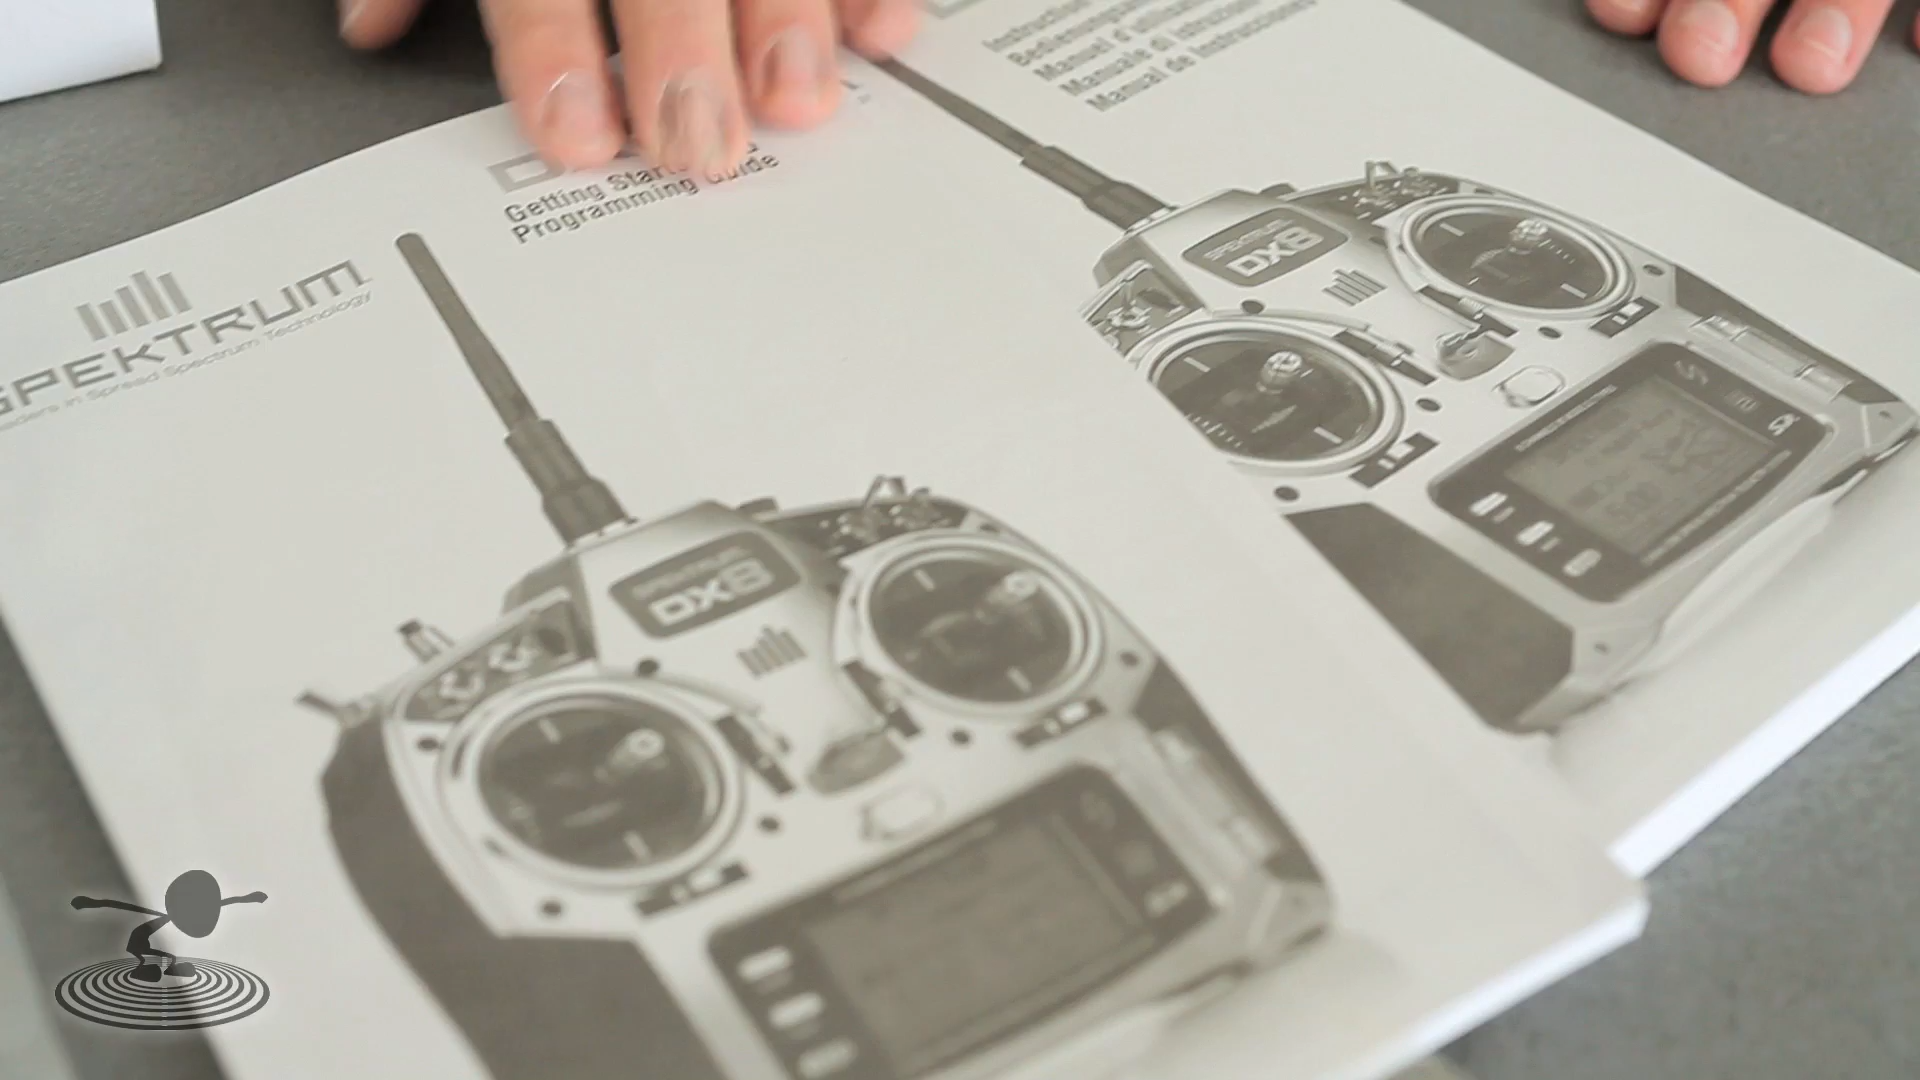 SPEKTRUM
Leaders in Spread Spectrum Technology
Getting Started
Programming Guide
SPEKTRUM
DX8
Instruction
Bedienungsanleitung
Manuel d'utilisation
Manuale di Istruzioni
Manual de Instrucciones
SPEKTRUM
DX8